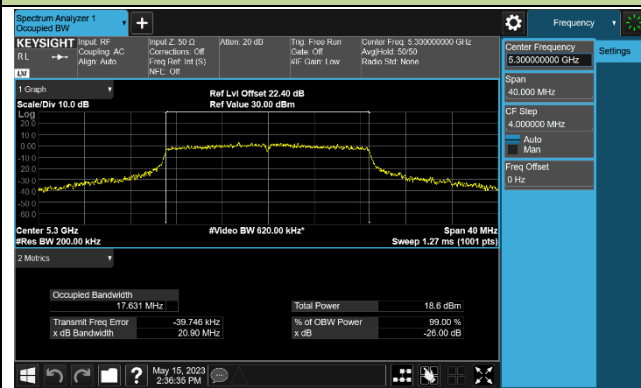 Spectrum Analyzer 1
Occupied BW
Frequency
KEYSIGHT
RL
LXI
Input: RF
Coupling: AC
Align: Auto
Input Z: 50 Ω
Corrections: Off
Freq Ref: Int (S)
NFE: Off
Atten: 20 dB
Trig: Free Run
Gate: Off
#IF Gain: Low
Center Freq: 5.300000000 GHz
Avg|Hold: 50/50
Radio Std: None
Center Frequency
5.300000000 GHz
Settings
Span
40.000 MHz
CF Step
4.000000 MHz
Auto
Man
Freq Offset
0 Hz
1 Graph
Scale/Div 10.0 dB
Ref Lvl Offset 22.40 dB
Ref Value 30.00 dBm
Log
20.0
10.0
0.00
-10.0
-20.0
-30.0
-40.0
-50.0
-60.0
Center 5.3 GHz
#Video BW 620.00 kHz*
Span 40 MHz
#Res BW 200.00 kHz
Sweep 1.27 ms (1001 pts)
2 Metrics
Occupied Bandwidth
17.631 MHz
Total Power 18.6 dBm
Transmit Freq Error -39.746 kHz
% of OBW Power 99.00 %
x dB Bandwidth 20.90 MHz
x dB -26.00 dB
?
May 15, 2023
2:36:35 PM